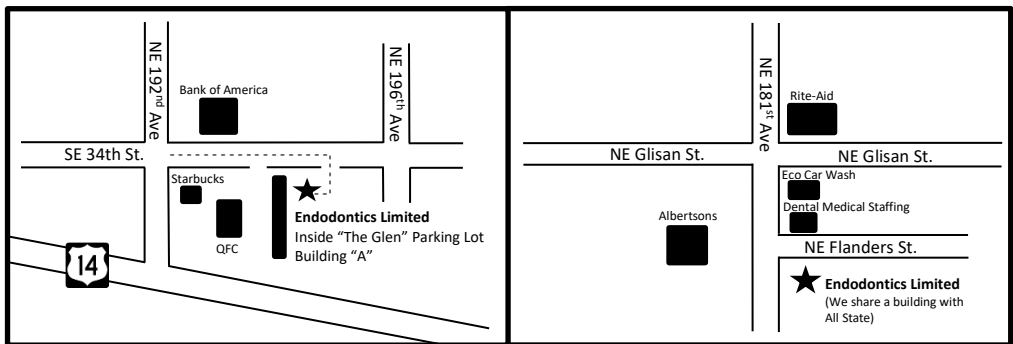 NE 192nd Ave
Bank of America
NE 196th Ave
SE 34th St.
Starbucks
QFC
Endodontics Limited
Inside “The Glen” Parking Lot
Building “A”
14
NE 181st Ave
Rite-Aid
NE Glisan St.
NE Glisan St.
Eco Car Wash
Dental Medical Staffing
Albertsons
NE Flanders St.
Endodontics Limited
(We share a building with
All State)